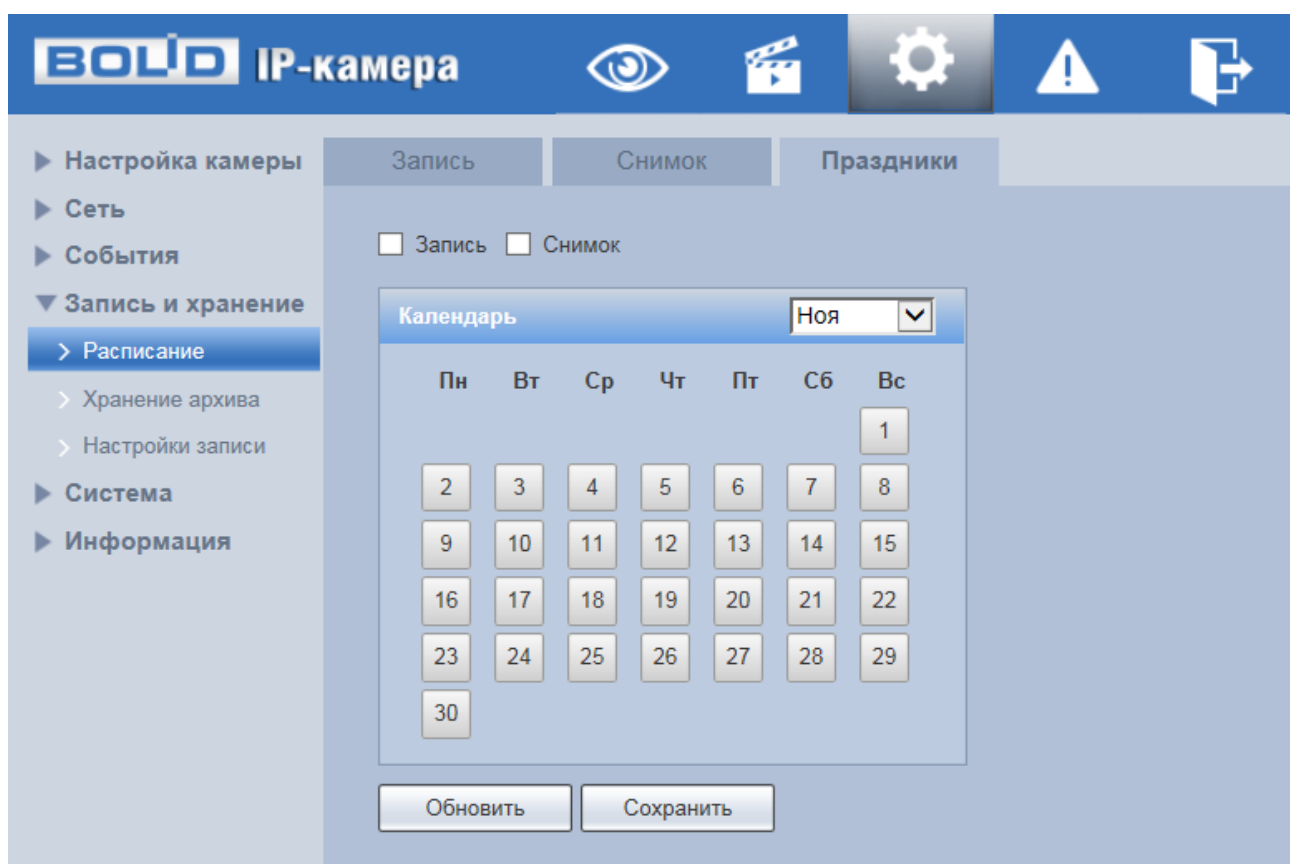 BOLID IP-камера
Настройка камеры
Сеть
События
Запись и хранение
Расписание
Хранение архива
Настройки записи
Система
Информация
Запись Снимок Праздники
Запись Снимок
Календарь Ноя
Пн Вт Ср Чт Пт Сб Вс
1
2 3 4 5 6 7 8
9 10 11 12 13 14 15
16 17 18 19 20 21 22
23 24 25 26 27 28 29
30
Обновить Сохранить